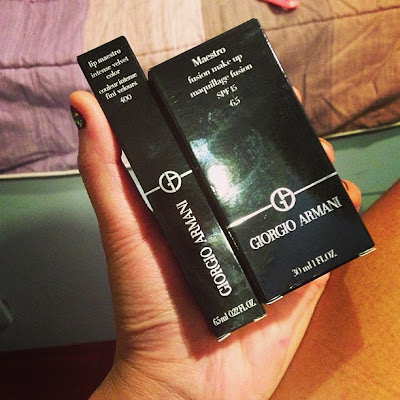 lip maestro
intense velvet
color
couleur intense
fini velours
400
GIORGIO ARMANI
6.5 ml 0.22 FL. OZ.
Maestro
fusion make up
maquillage fusion
SPF 15
6.5
GIORGIO ARMANI
30 ml 1 FL. OZ.